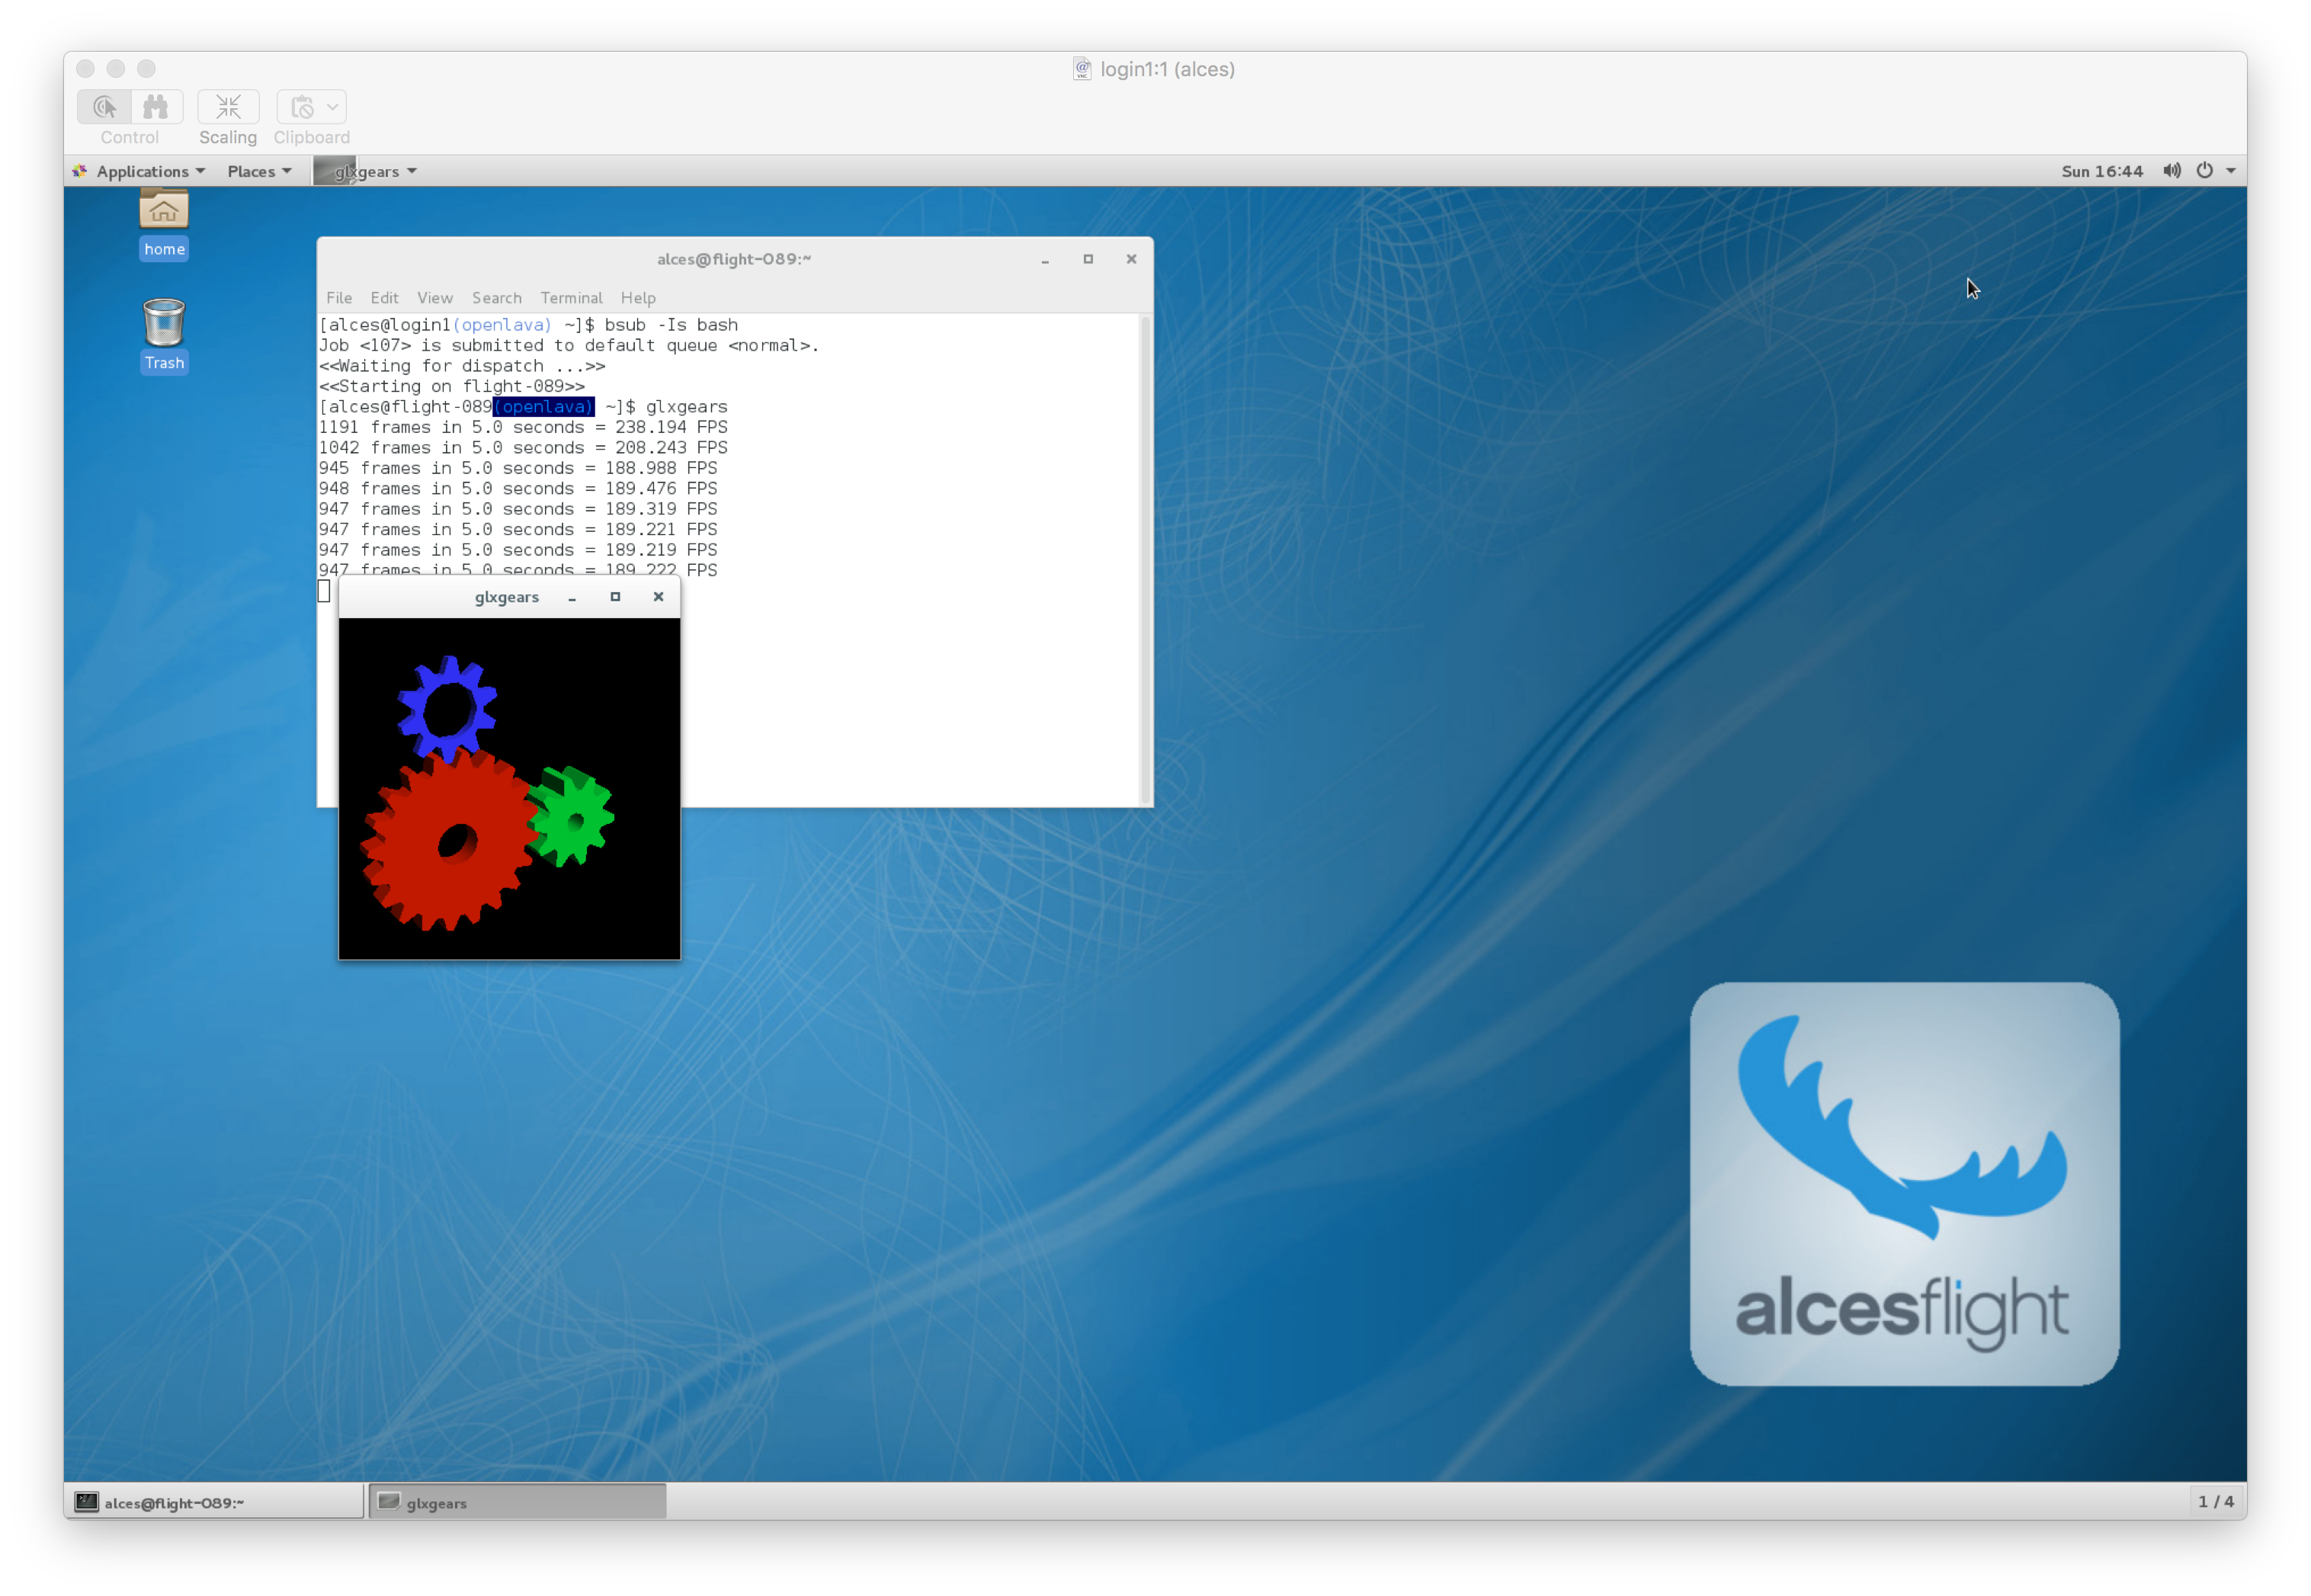 login1:1 (alces)
Control
Scaling
Clipboard
Applications
Places
glxgears
Sun 16:44
home
Trash
alces@flight-089:~
File Edit View Search Terminal Help
[alces@login1(openlava) ~]$ bsub -Is bash
Job <107> is submitted to default queue <normal>.
<<Waiting for dispatch ...>>
<<Starting on flight-089>>
[alces@flight-089(openlava) ~]$ glxgears
1191 frames in 5.0 seconds = 238.194 FPS
1042 frames in 5.0 seconds = 208.243 FPS
945 frames in 5.0 seconds = 188.988 FPS
948 frames in 5.0 seconds = 189.476 FPS
947 frames in 5.0 seconds = 189.319 FPS
947 frames in 5.0 seconds = 189.221 FPS
947 frames in 5.0 seconds = 189.219 FPS
947 frames in 5.0 seconds = 189.222 FPS
glxgears
alcesflight
alces@flight-089:~
glxgears
1 / 4